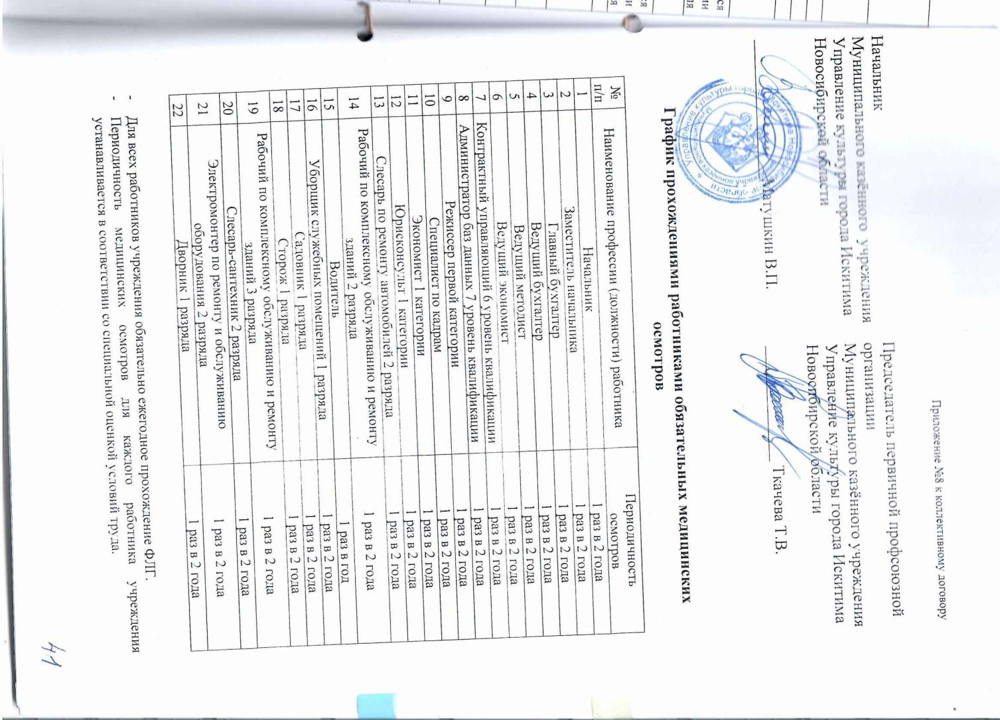 Приложение №8 к коллективному договору
Начальник
Муниципального казённого учреждения
Управление культуры города Искитима
Новосибирской области
Матушкин В.П.
Председатель первичной профсоюзной
организации
Муниципального казённого учреждения
Управление культуры города Искитима
Новосибирской области
Ткачева Т.В.
График прохождениями работниками обязательных медицинских
осмотров
№ п/п Наименование профессии (должности) работника Периодичность осмотров
1 Начальник 1 раз в 2 года
2 Заместитель начальника 1 раз в 2 года
3 Главный бухгалтер 1 раз в 2 года
4 Ведущий бухгалтер 1 раз в 2 года
5 Ведущий методист 1 раз в 2 года
6 Ведущий экономист 1 раз в 2 года
7 Контрактный управляющий 6 уровень квалификации 1 раз в 2 года
8 Администратор баз данных 7 уровень квалификации 1 раз в 2 года
9 Режиссер первой категории 1 раз в 2 года
10 Специалист по кадрам 1 раз в 2 года
11 Экономист 1 категории 1 раз в 2 года
12 Юрисконсульт 1 категории 1 раз в 2 года
13 Слесарь по ремонту автомобилей 2 разряда 1 раз в 2 года
14 Рабочий по комплексному обслуживанию и ремонту
зданий 2 разряда 1 раз в 2 года
15 Водитель 1 раз в год
16 Уборщик служебных помещений 1 разряда 1 раз в 2 года
17 Садовник 1 разряда 1 раз в 2 года
18 Сторож 1 разряда 1 раз в 2 года
19 Рабочий по комплексному обслуживанию и ремонту
зданий 3 разряда 1 раз в 2 года
20 Слесарь-сантехник 2 разряда 1 раз в 2 года
21 Электромонтер по ремонту и обслуживанию
оборудования 2 разряда 1 раз в 2 года
22 Дворник 1 разряда 1 раз в 2 года
- Для всех работников учреждения обязательно ежегодное прохождение ФЛГ.
- Периодичность медицинских осмотров для каждого работника учреждения
устанавливается в соответствии со специальной оценкой условий труда.
41